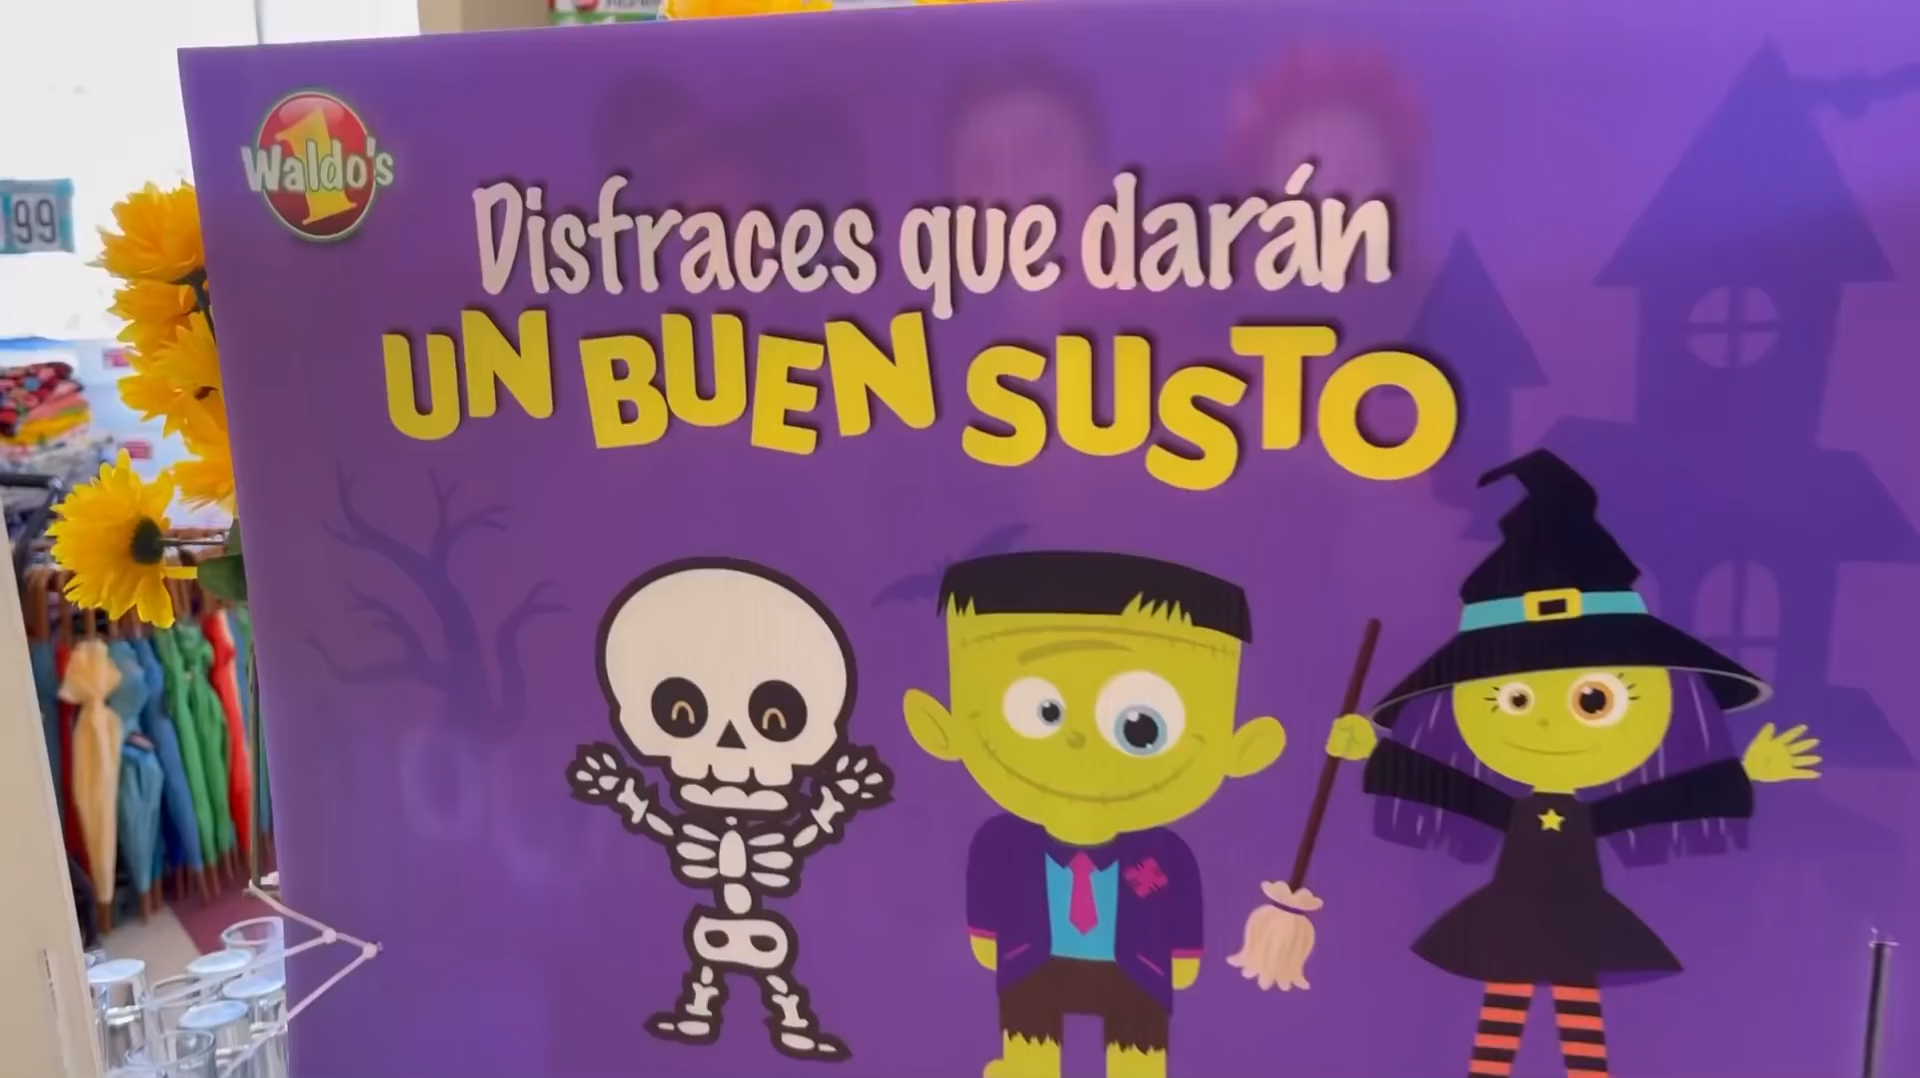 99
1
Waldo's
Disfraces que darán
UN BUEN SUSTO